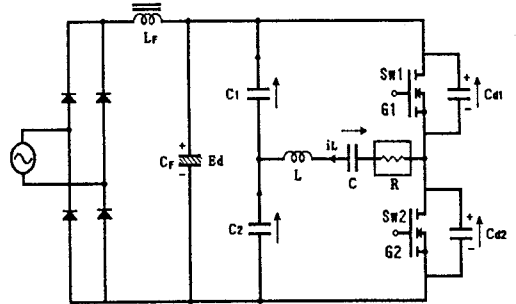 LF
Sw1
Cd1
+
-
G1
C1
CF
+
-
Ed
iL
L
C
R
C2
Sw2
Cd2
+
-
G2